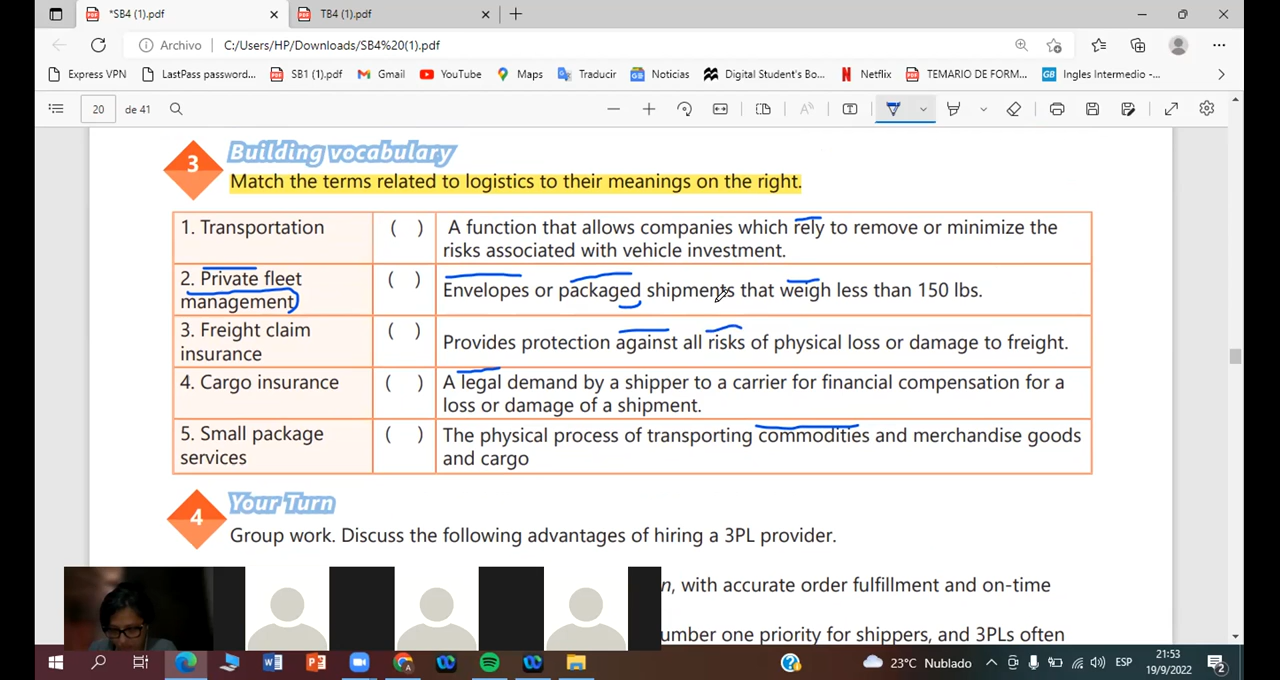 *SB4 (1).pdf
TB4 (1).pdf
Archivo
C:/Users/HP/Downloads/SB4%20(1).pdf
Express VPN
LastPass password...
SB1 (1).pdf
Gmail
YouTube
Maps
Traducir
Noticias
Digital Student's Bo...
Netflix
TEMARIO DE FORM...
Ingles Intermedio -...
20
de 41
3
Building vocabulary
Match the terms related to logistics to their meanings on the right.
1. Transportation
( )
A function that allows companies which rely to remove or minimize the
risks associated with vehicle investment.
2. Private fleet
management
( )
Envelopes or packaged shipments that weigh less than 150 lbs.
3. Freight claim
insurance
( )
Provides protection against all risks of physical loss or damage to freight.
4. Cargo insurance
( )
A legal demand by a shipper to a carrier for financial compensation for a
loss or damage of a shipment.
5. Small package
services
( )
The physical process of transporting commodities and merchandise goods
and cargo
4
Your Turn
Group work. Discuss the following advantages of hiring a 3PL provider.
n, with accurate order fulfillment and on-time
umber one priority for shippers, and 3PLs often
23°C Nublado
ESP
21:53
19/9/2022
2